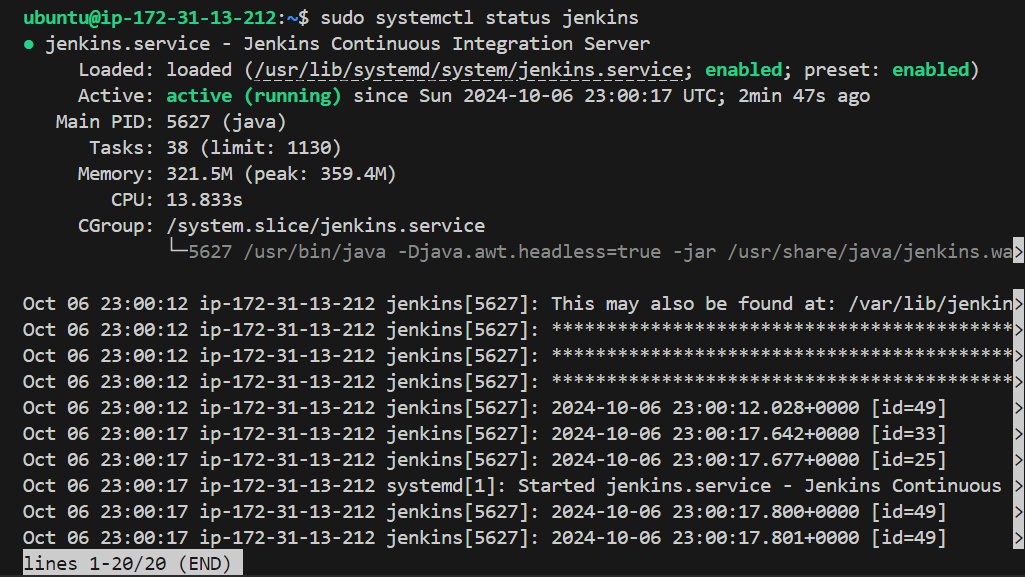 ubuntu@ip-172-31-13-212:~$ sudo systemctl status jenkins
● jenkins.service - Jenkins Continuous Integration Server
     Loaded: loaded (/usr/lib/systemd/system/jenkins.service; enabled; preset: enabled)
     Active: active (running) since Sun 2024-10-06 23:00:17 UTC; 2min 47s ago
   Main PID: 5627 (java)
      Tasks: 38 (limit: 1130)
     Memory: 321.5M (peak: 359.4M)
        CPU: 13.833s
     CGroup: /system.slice/jenkins.service
             └─5627 /usr/bin/java -Djava.awt.headless=true -jar /usr/share/java/jenkins.wa>

Oct 06 23:00:12 ip-172-31-13-212 jenkins[5627]: This may also be found at: /var/lib/jenkin>
Oct 06 23:00:12 ip-172-31-13-212 jenkins[5627]: ******************************************>
Oct 06 23:00:12 ip-172-31-13-212 jenkins[5627]: ******************************************>
Oct 06 23:00:12 ip-172-31-13-212 jenkins[5627]: ******************************************>
Oct 06 23:00:12 ip-172-31-13-212 jenkins[5627]: 2024-10-06 23:00:12.028+0000 [id=49]      >
Oct 06 23:00:17 ip-172-31-13-212 jenkins[5627]: 2024-10-06 23:00:17.642+0000 [id=33]      >
Oct 06 23:00:17 ip-172-31-13-212 jenkins[5627]: 2024-10-06 23:00:17.677+0000 [id=25]      >
Oct 06 23:00:17 ip-172-31-13-212 systemd[1]: Started jenkins.service - Jenkins Continuous >
Oct 06 23:00:17 ip-172-31-13-212 jenkins[5627]: 2024-10-06 23:00:17.800+0000 [id=49]      >
Oct 06 23:00:17 ip-172-31-13-212 jenkins[5627]: 2024-10-06 23:00:17.801+0000 [id=49]      >
lines 1-20/20 (END)